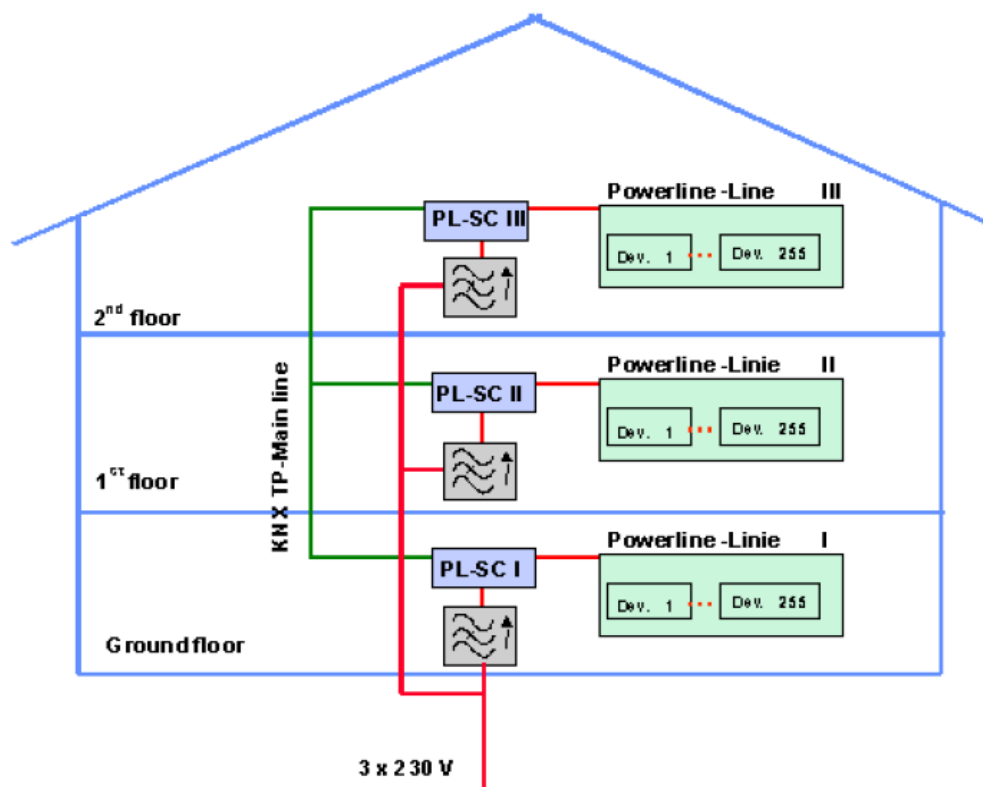 Powerline -Line III
PL-SC III
Dev. 1 ... Dev. 255
2nd floor
KNX TP-Main line
Powerline -Linie II
PL-SC II
Dev. 1 ... Dev. 255
1st floor
Powerline -Linie I
PL-SC I
Dev. 1 ... Dev. 255
Ground floor
3 x 230 V